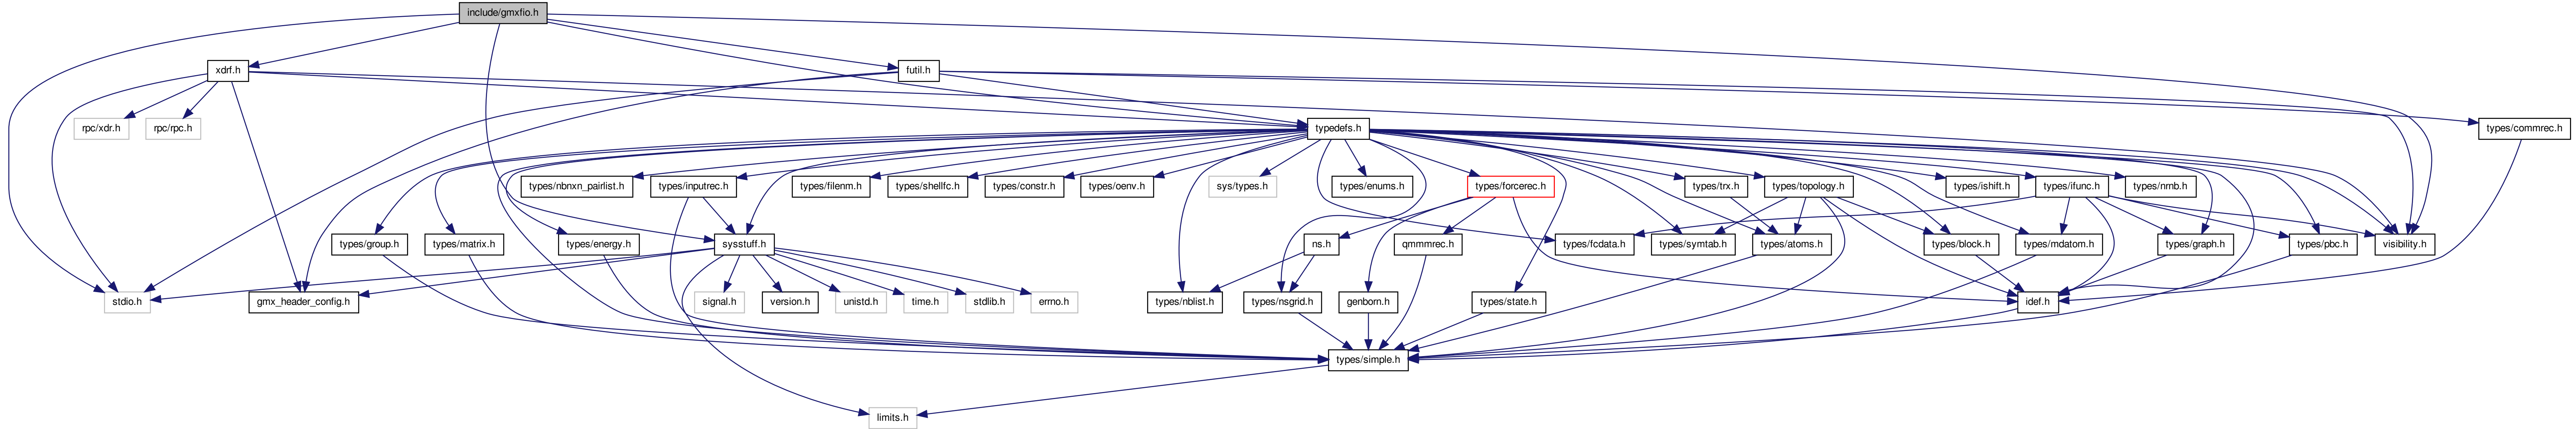 include/gmxfio.h
xdrf.h
futil.h
rpc/xdr.h
rpc/rpc.h
typedefs.h
types/commrec.h
types/nbnxn_pairlist.h
types/inputrec.h
types/filenm.h
types/shellfc.h
types/constr.h
types/oenv.h
sys/types.h
types/enums.h
types/forcerec.h
types/trx.h
types/topology.h
types/ishift.h
types/ifunc.h
types/nrnb.h
types/group.h
types/matrix.h
types/energy.h
sysstuff.h
ns.h
qmmmrec.h
types/fcdata.h
types/symtab.h
types/atoms.h
types/block.h
types/mdatom.h
types/graph.h
types/pbc.h
visibility.h
stdio.h
gmx_header_config.h
signal.h
version.h
unistd.h
time.h
stdlib.h
errno.h
types/nblist.h
types/nsgrid.h
genborn.h
types/state.h
idef.h
types/simple.h
limits.h